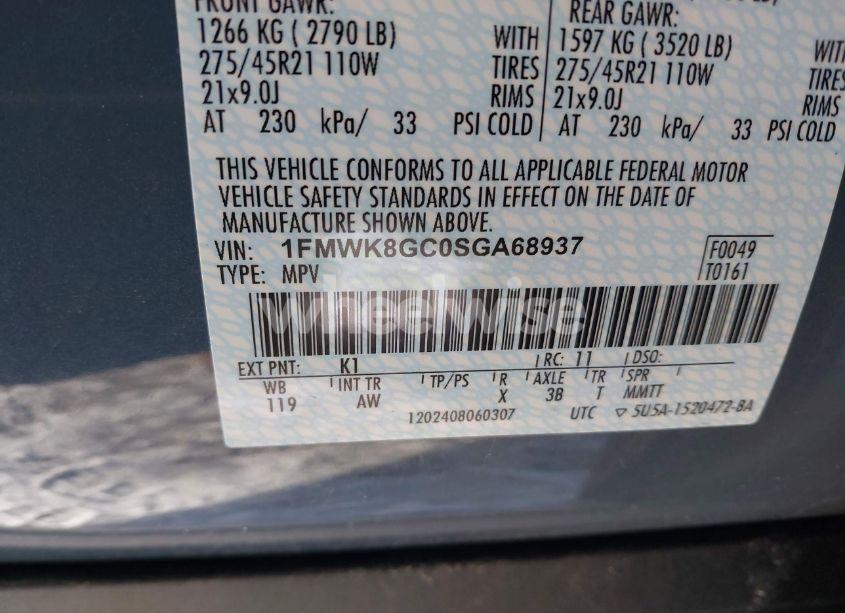 FRONT GAWR:
1266 KG ( 2790 LB) WITH
275/45R21 110W TIRES
21x9.0J RIMS
AT 230 kPa/ 33 PSI COLD
REAR GAWR:
1597 KG ( 3520 LB) WITH
275/45R21 110W TIRES
21x9.0J RIMS
AT 230 kPa/ 33 PSI COLD
THIS VEHICLE CONFORMS TO ALL APPLICABLE FEDERAL MOTOR
VEHICLE SAFETY STANDARDS IN EFFECT ON THE DATE OF
MANUFACTURE SHOWN ABOVE.
VIN: 1FMWK8GC0SGA68937
TYPE: MPV
F0049
T0161
wheelwise
EXT PNT: K1 RC: 11 DSO:
WB INT TR TP/PS R AXLE TR SPR
119 AW X 3B T MMTT
1202408060307 UTC ▽ 5U5A-1520472-BA